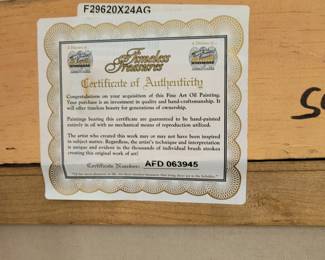 F29620X24AG
Timeless
Treasures
Certificate of Authenticity
Congratulations on your acquisition of this Fine Art Oil Painting.
Your purchase is an investment in quality and hand-craftsmanship. It
will offer timeless beauty for generations of ownership.
Paintings bearing this certificate are guaranteed to be hand-painted
entirely in oil with no mechanical means of reproduction utilized.
The artist who created this work may or may not have been inspired
in subject matter. Regardless, the artist's technique and interpretation
is unique and evident in the thousands of individual brush strokes
creating this original work of art!
Certificate Number: AFD 063945